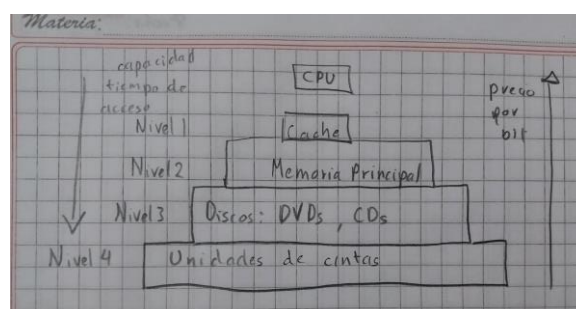 Materia:
capacidad
tiempo de
acceso
CPU
precio
por
bit
Nivel 1
Cache
Nivel 2
Memoria Principal
Nivel 3
Discos: DVDs, CDs
Nivel 4
Unidades de cintas